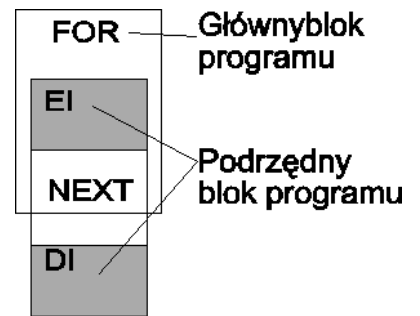 FOR
Głównyblok
programu
EI
Podrzędny
blok programu
NEXT
DI